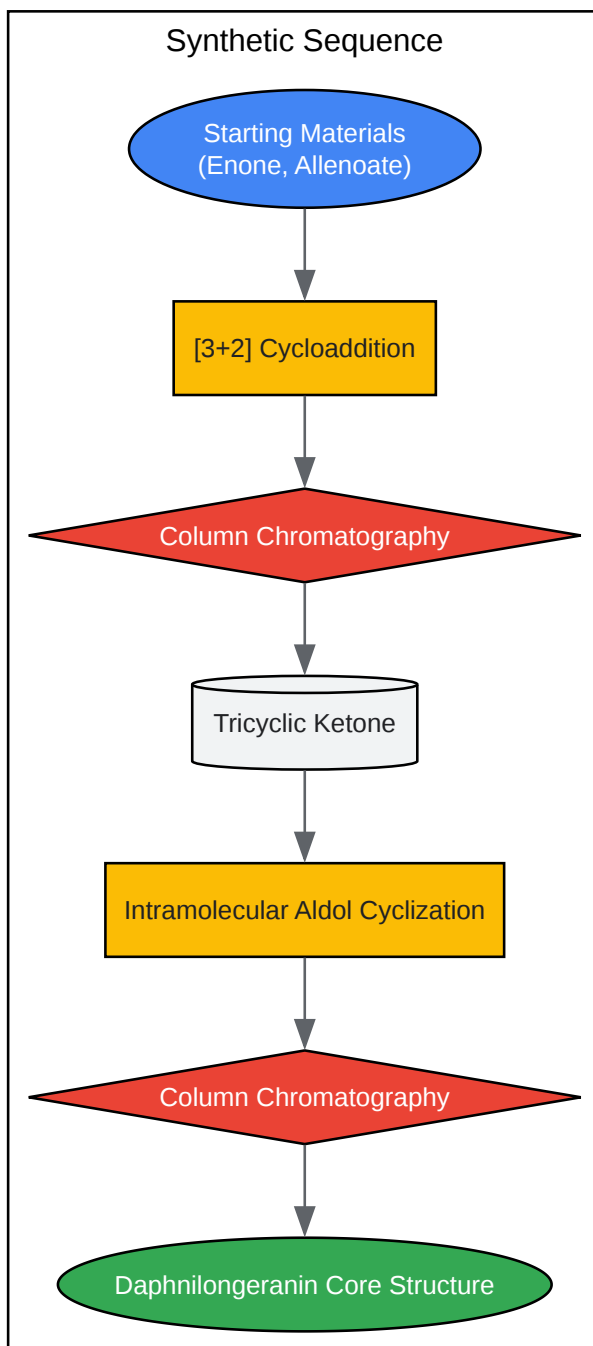 Synthetic Sequence
Starting Materials
(Enone, Allenoate)
[3+2] Cycloaddition
Column Chromatography
Tricyclic Ketone
Intramolecular Aldol Cyclization
Column Chromatography
Daphnilongeranin Core Structure